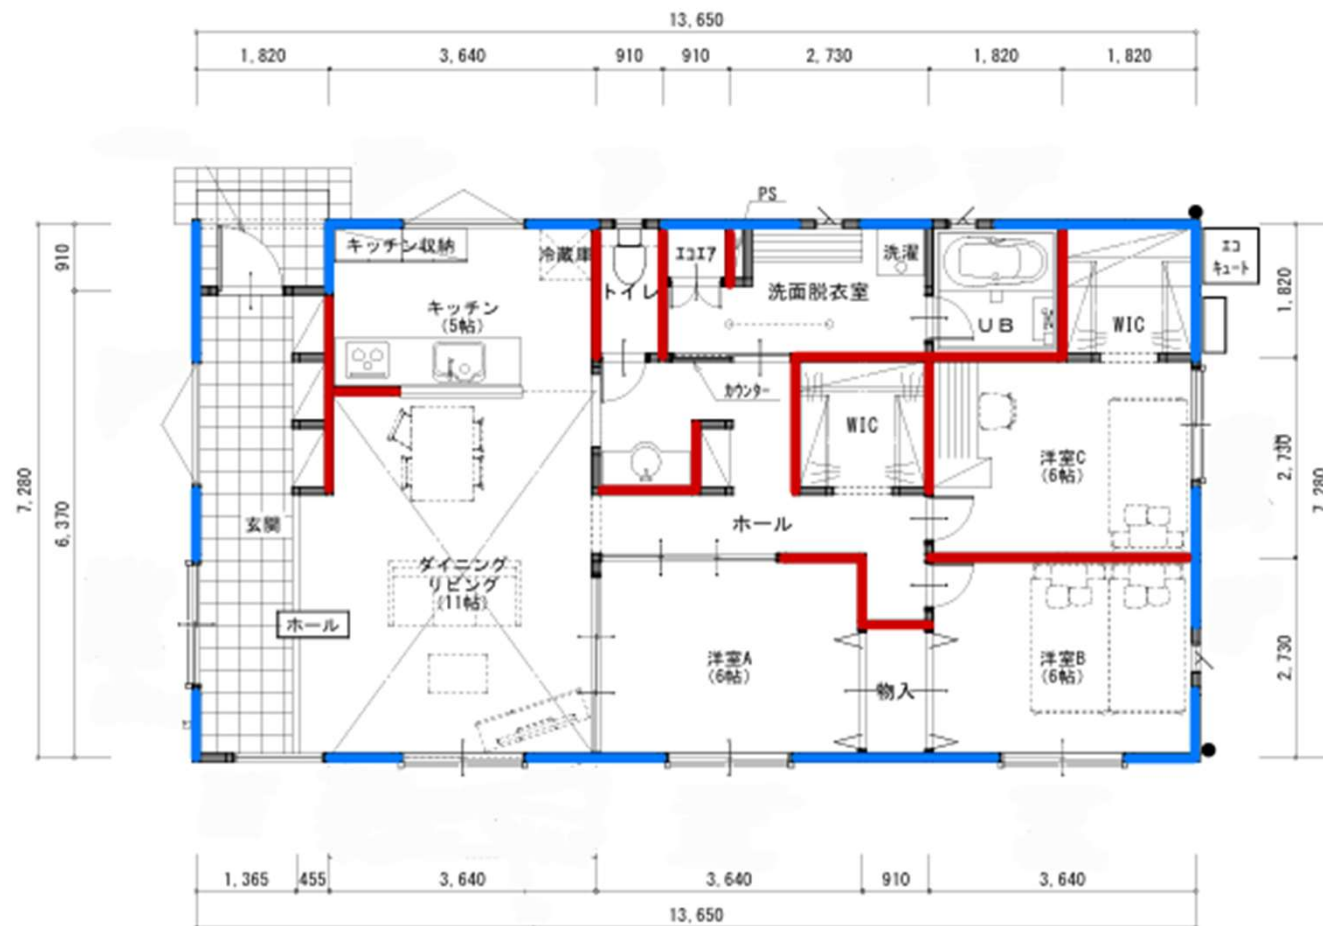 13,650
1,820
3,640
910
910
2,730
1,820
1,820
PS
キッチン収納
冷蔵庫
トイレ
エコエア
洗濯
洗面脱衣室
エコ
キュート
910
キッチン
(5帖)
UB
WIC
1,820
カウンター
WIC
洋室C
(6帖)
2,730
7,280
6,370
7,280
玄関
ホール
ダイニング
リビング
(11帖)
ホール
洋室A
(6帖)
物入
洋室B
(6帖)
2,730
1,365
455
3,640
3,640
910
3,640
13,650